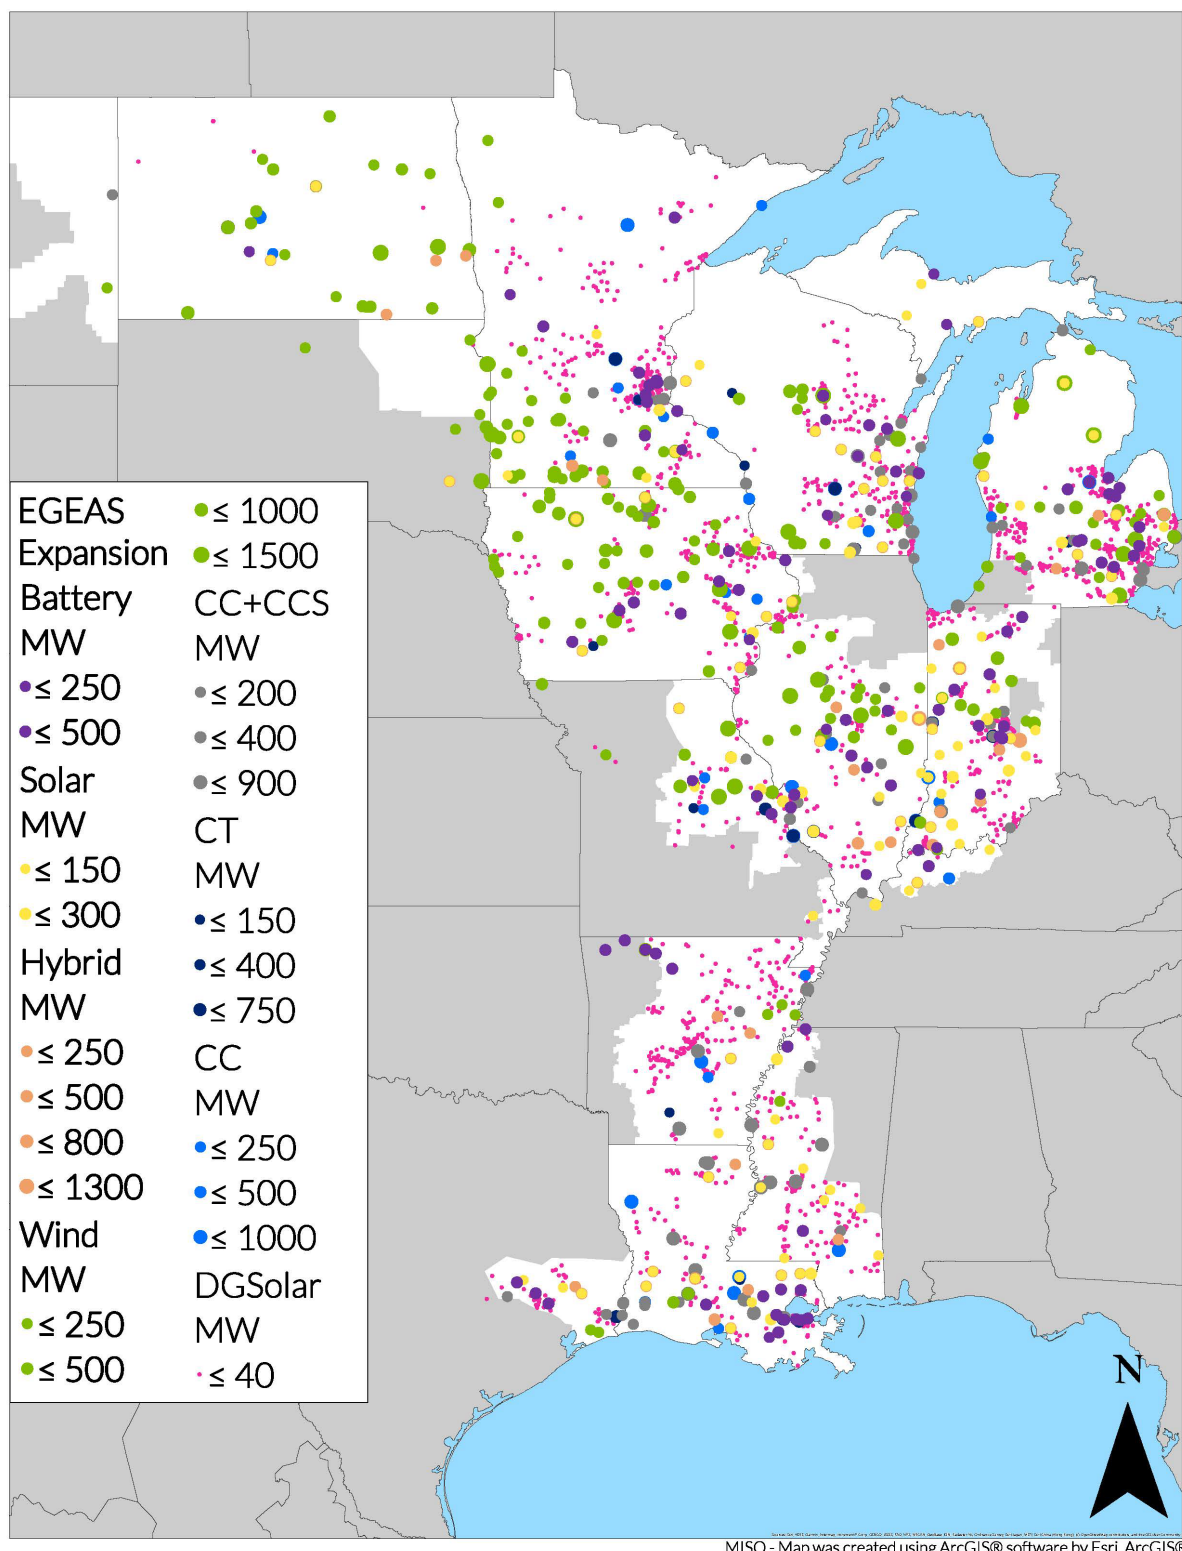 EGEAS
Expansion
Battery
MW
≤ 250
≤ 500
Solar
MW
≤ 150
≤ 300
Hybrid
MW
≤ 250
≤ 500
≤ 800
≤ 1300
Wind
MW
≤ 250
≤ 500
≤ 1000
≤ 1500
CC+CCS
MW
≤ 200
≤ 400
≤ 900
CT
MW
≤ 150
≤ 400
≤ 750
CC
MW
≤ 250
≤ 500
≤ 1000
DGSolar
MW
≤ 40
N
MISO - Map was created using ArcGIS® software by Esri. ArcGIS®